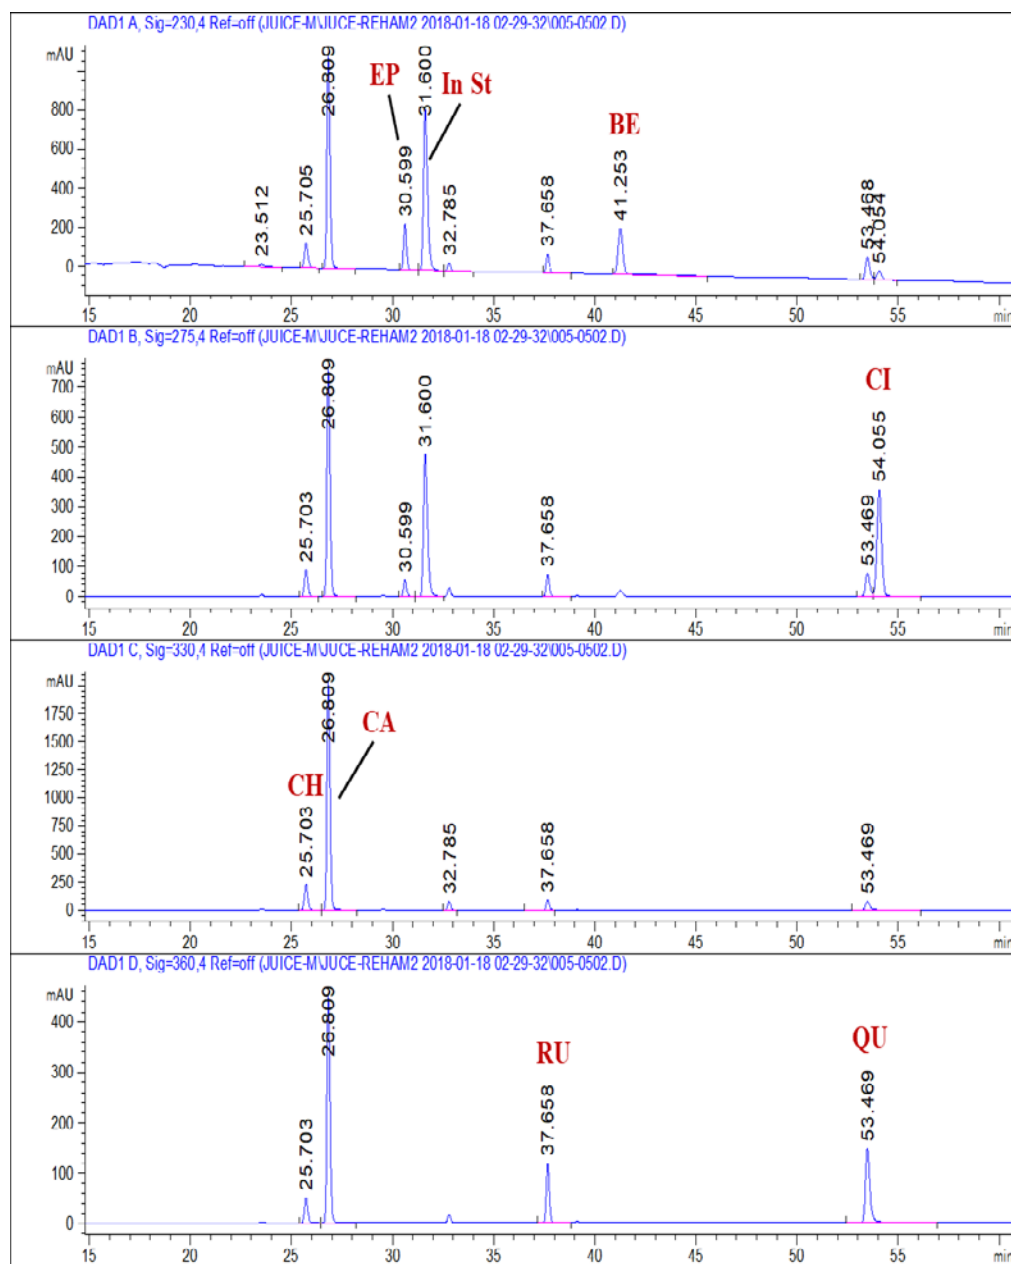 DAD1 A, Sig=230,4 Ref=off (JUICE-M\JUCE-REHAM2 2018-01-18 02-29-32\005-0502.D)
mAU
800
600
400
200
0
23.512
25.705
26.809
EP
30.599
In St
31.600
32.785
37.658
BE
41.253
53.468
54.054
15 20 25 30 35 40 45 50 55 min
DAD1 B, Sig=275,4 Ref=off (JUICE-M\JUCE-REHAM2 2018-01-18 02-29-32\005-0502.D)
mAU
700
600
500
400
300
200
100
0
25.703
26.809
30.599
31.600
37.658
53.469
CI
54.055
15 20 25 30 35 40 45 50 55 min
DAD1 C, Sig=330,4 Ref=off (JUICE-M\JUCE-REHAM2 2018-01-18 02-29-32\005-0502.D)
mAU
1750
1500
1250
1000
750
500
250
0
CH
25.703
26.809
CA
32.785
37.658
53.469
15 20 25 30 35 40 45 50 55 min
DAD1 D, Sig=360,4 Ref=off (JUICE-M\JUCE-REHAM2 2018-01-18 02-29-32\005-0502.D)
mAU
400
300
200
100
0
25.703
26.809
RU
37.658
QU
53.469
15 20 25 30 35 40 45 50 55 min